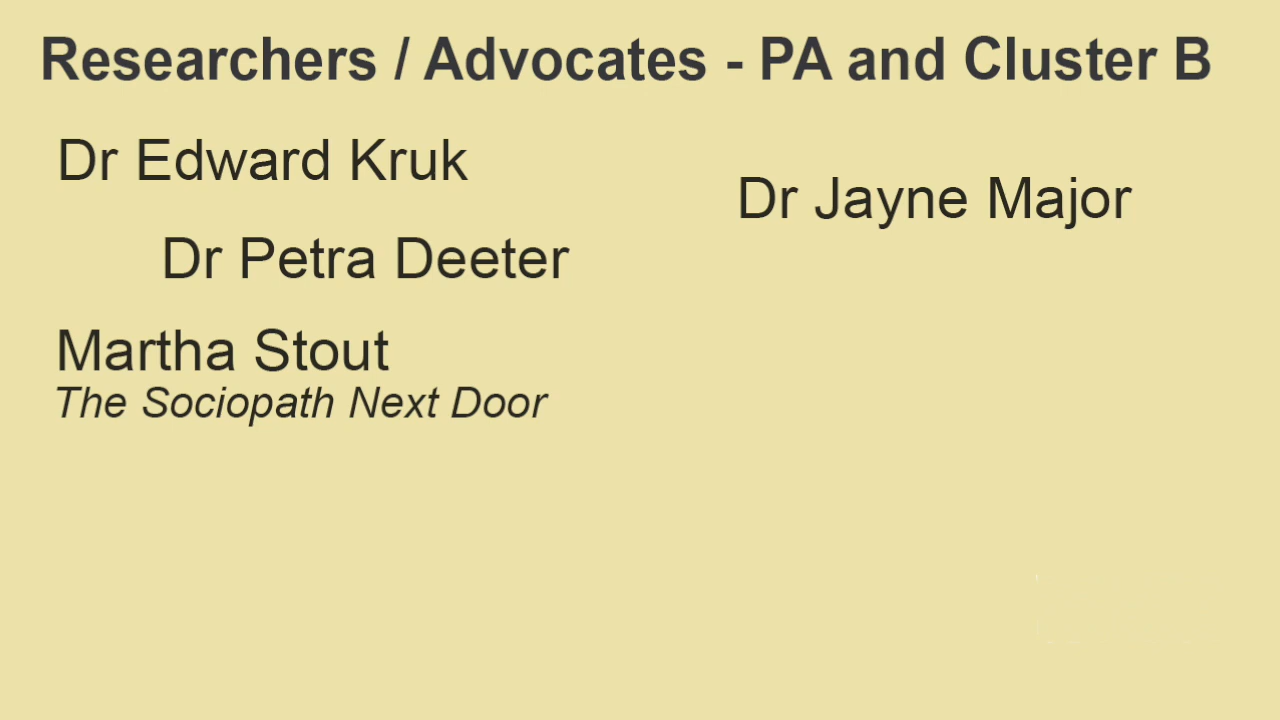 Researchers / Advocates - PA and Cluster B
Dr Edward Kruk
Dr Jayne Major
Dr Petra Deeter
Martha Stout
The Sociopath Next Door